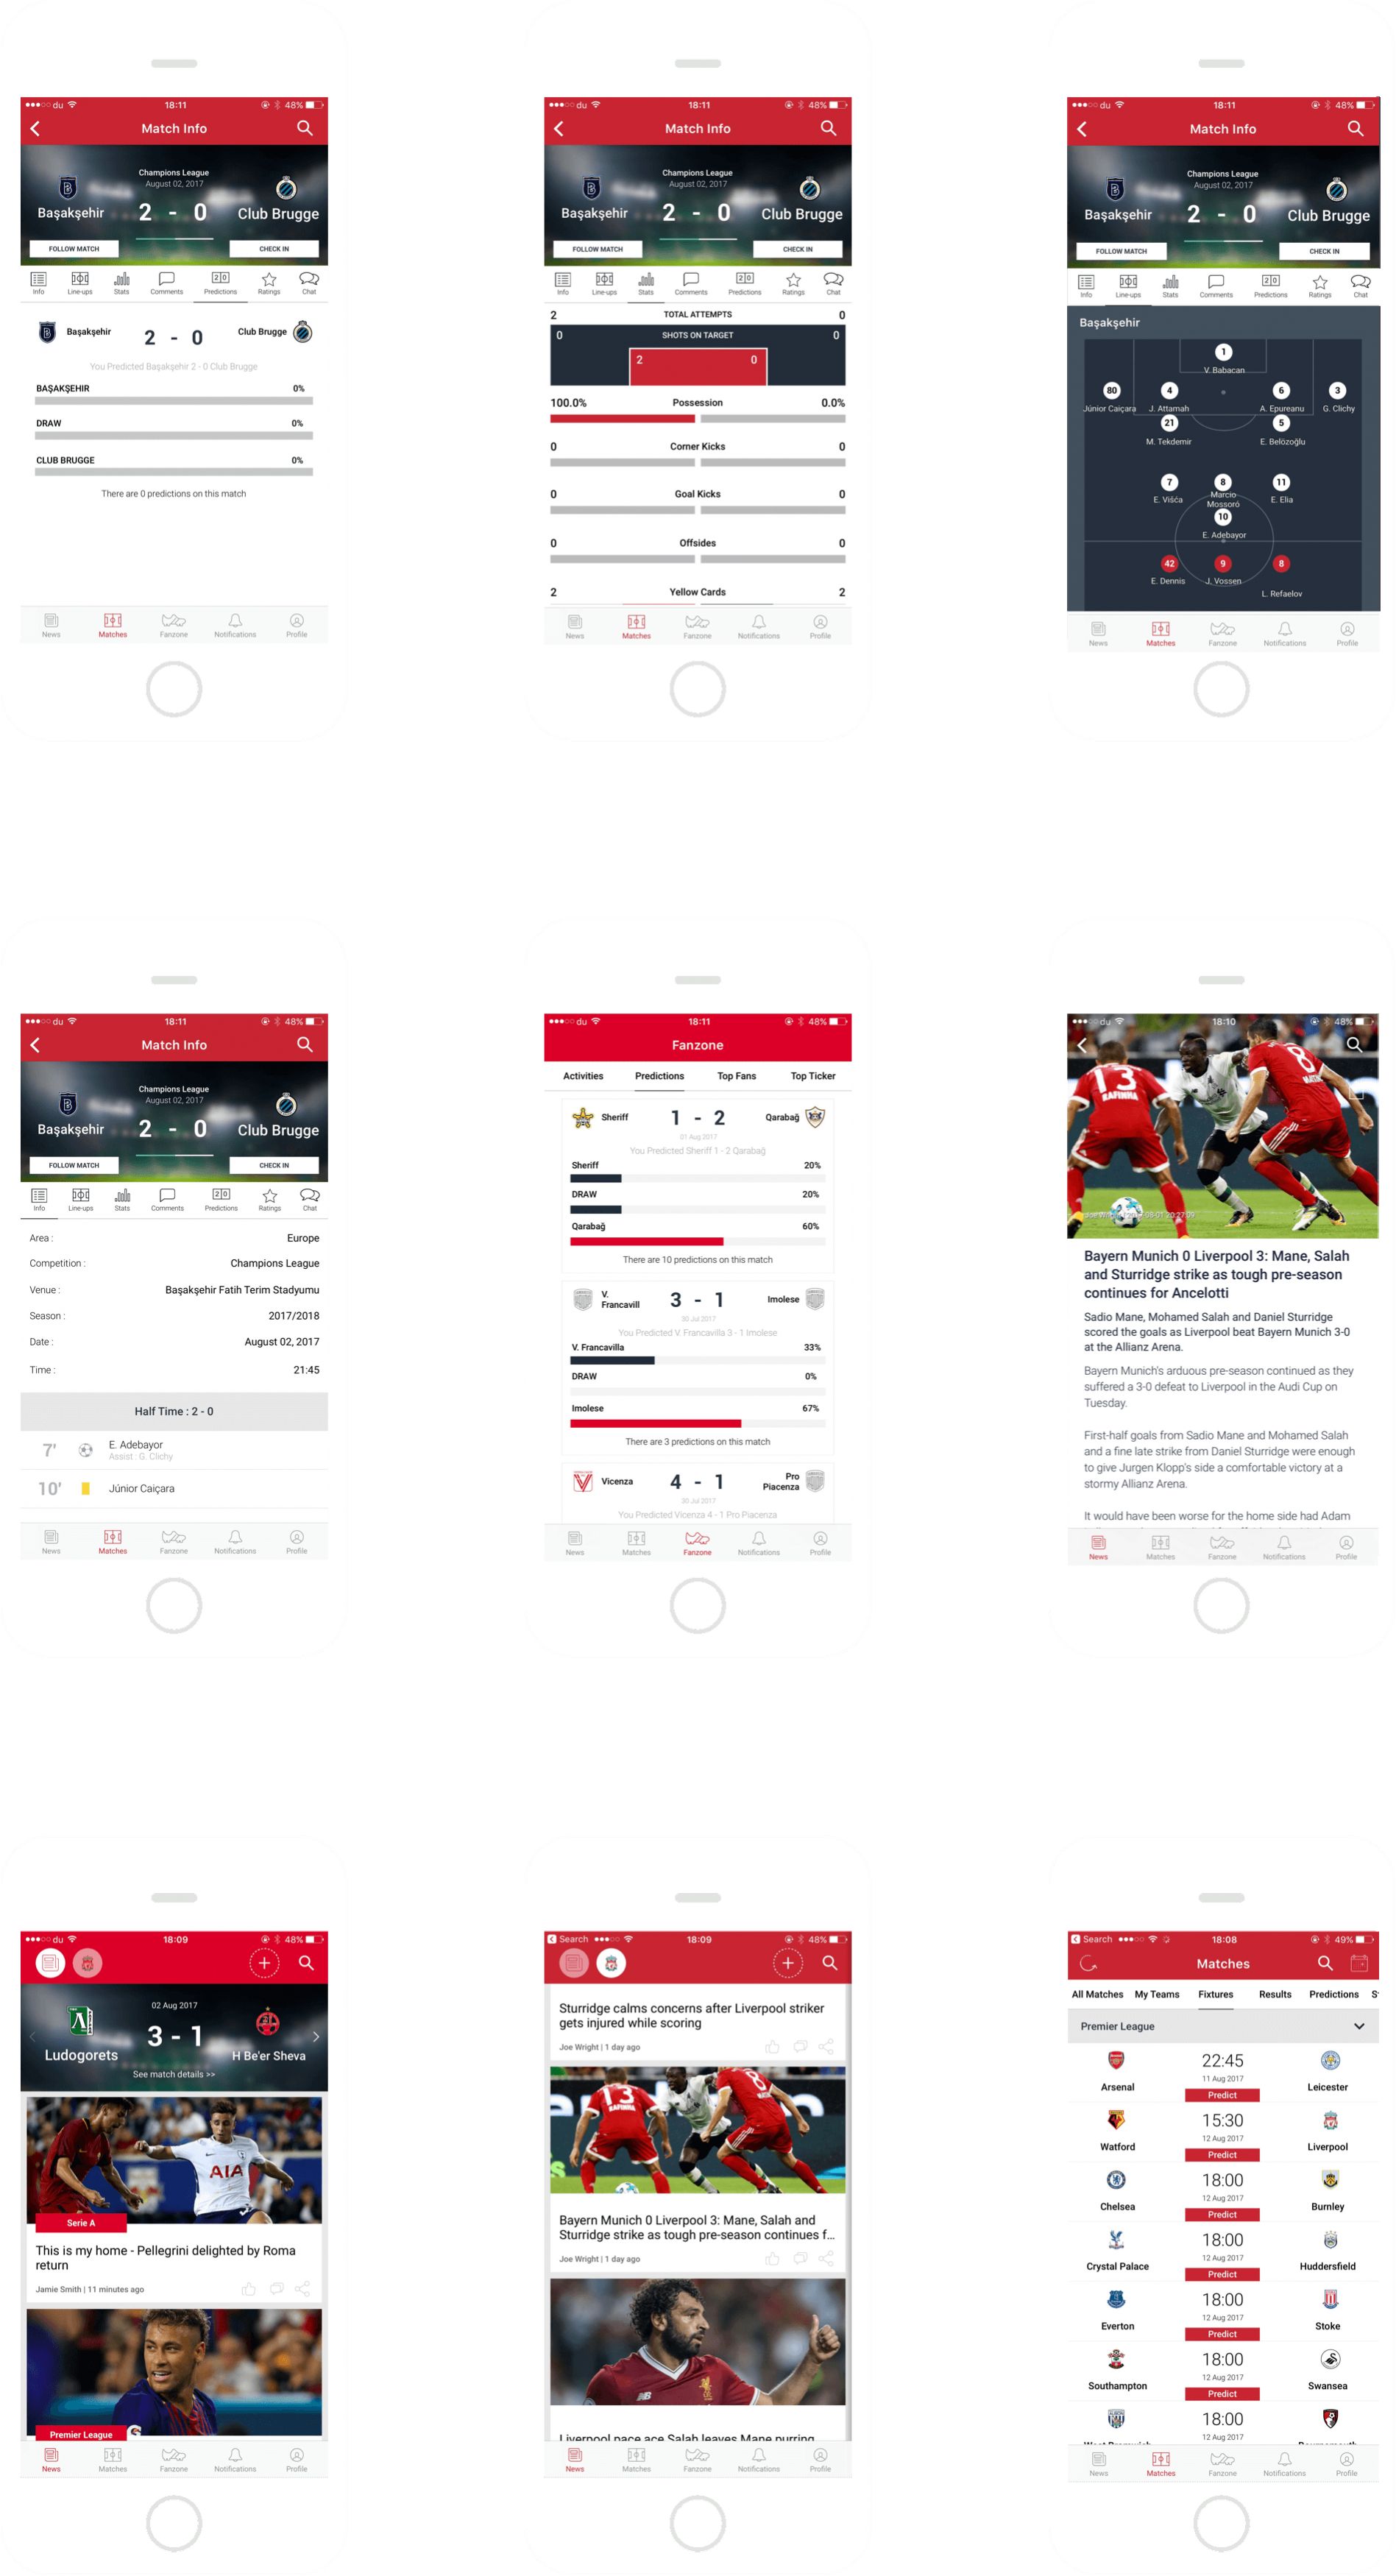 du 18:11 48%
Match Info
Champions League
August 02, 2017
Başakşehir 2 - 0 Club Brugge
FOLLOW MATCH CHECK IN
Info Line-ups Stats Comments Predictions Ratings Chat
Başakşehir 2 - 0 Club Brugge
You Predicted Başakşehir 2 - 0 Club Brugge
BAŞAKŞEHIR 0%
DRAW 0%
CLUB BRUGGE 0%
There are 0 predictions on this match
News Matches Fanzone Notifications Profile
du 18:11 48%
Match Info
Champions League
August 02, 2017
Başakşehir 2 - 0 Club Brugge
FOLLOW MATCH CHECK IN
Info Line-ups Stats Comments Predictions Ratings Chat
2 TOTAL ATTEMPTS 0
0 SHOTS ON TARGET 0
2 0
100.0% Possession 0.0%
0 Corner Kicks 0
0 Goal Kicks 0
0 Offsides 0
2 Yellow Cards 2
News Matches Fanzone Notifications Profile
du 18:11 48%
Match Info
Champions League
August 02, 2017
Başakşehir 2 - 0 Club Brugge
FOLLOW MATCH CHECK IN
Info Line-ups Stats Comments Predictions Ratings Chat
Başakşehir
1
V. Babacan
80 4 6 3
Júnior Caiçara J. Attamah A. Epureanu G. Clichy
21 5
M. Tekdemir E. Belözoğlu
7 8 11
E. Višća Marcio Mossoró E. Elia
10
E. Adebayor
42 9 8
E. Dennis J. Vossen
L. Refaelov
News Matches Fanzone Notifications Profile
du 18:11 48%
Match Info
Champions League
August 02, 2017
Başakşehir 2 - 0 Club Brugge
FOLLOW MATCH CHECK IN
Info Line-ups Stats Comments Predictions Ratings Chat
Area : Europe
Competition : Champions League
Venue : Başakşehir Fatih Terim Stadyumu
Season : 2017/2018
Date : August 02, 2017
Time : 21:45
Half Time : 2 - 0
7' E. Adebayor
Assist : G. Clichy
10' Júnior Caiçara
News Matches Fanzone Notifications Profile
du 18:11 48%
Fanzone
Activities Predictions Top Fans Top Ticker
Sheriff 1 - 2 Qarabağ
01 Aug 2017
You Predicted Sheriff 1 - 2 Qarabağ
Sheriff 20%
DRAW 20%
Qarabağ 60%
There are 10 predictions on this match
V. Francavill 3 - 1 Imolese
30 Jul 2017
You Predicted V. Francavilla 3 - 1 Imolese
V. Francavilla 33%
DRAW 0%
Imolese 67%
There are 3 predictions on this match
Vicenza 4 - 1 Pro Piacenza
30 Jul 2017
You Predicted Vicenza 4 - 1 Pro Piacenza
News Matches Fanzone Notifications Profile
du 18:10 48%
13
RAFINHA
8
Bayern Munich 0 Liverpool 3: Mane, Salah
and Sturridge strike as tough pre-season
continues for Ancelotti
Sadio Mane, Mohamed Salah and Daniel Sturridge
scored the goals as Liverpool beat Bayern Munich 3-0
at the Allianz Arena.
Bayern Munich's arduous pre-season continued as they
suffered a 3-0 defeat to Liverpool in the Audi Cup on
Tuesday.
First-half goals from Sadio Mane and Mohamed Salah
and a fine late strike from Daniel Sturridge were enough
to give Jurgen Klopp's side a comfortable victory at a
stormy Allianz Arena.
It would have been worse for the home side had Adam
News Matches Fanzone Notifications Profile
du 18:09 48%
02 Aug 2017
Ludogorets 3 - 1 H Be'er Sheva
See match details >>
AIA
Serie A
This is my home - Pellegrini delighted by Roma
return
Jamie Smith | 11 minutes ago
Premier League
News Matches Fanzone Notifications Profile
Search 18:09 48%
Sturridge calms concerns after Liverpool striker
gets injured while scoring
Joe Wright | 1 day ago
13
RAFINHA
8
Bayern Munich 0 Liverpool 3: Mane, Salah and
Sturridge strike as tough pre-season continues f...
Joe Wright | 1 day ago
Liverpool pace ace Salah leaves Mane purring
News Matches Fanzone Notifications Profile
Search 18:08 49%
Matches
All Matches My Teams Fixtures Results Predictions S
Premier League
Arsenal 22:45 Leicester
11 Aug 2017
Predict
Watford 15:30 Liverpool
12 Aug 2017
Predict
Chelsea 18:00 Burnley
12 Aug 2017
Predict
Crystal Palace 18:00 Huddersfield
12 Aug 2017
Predict
Everton 18:00 Stoke
12 Aug 2017
Predict
Southampton 18:00 Swansea
12 Aug 2017
Predict
18:00
12 Aug 2017
News Matches Fanzone Notifications Profile